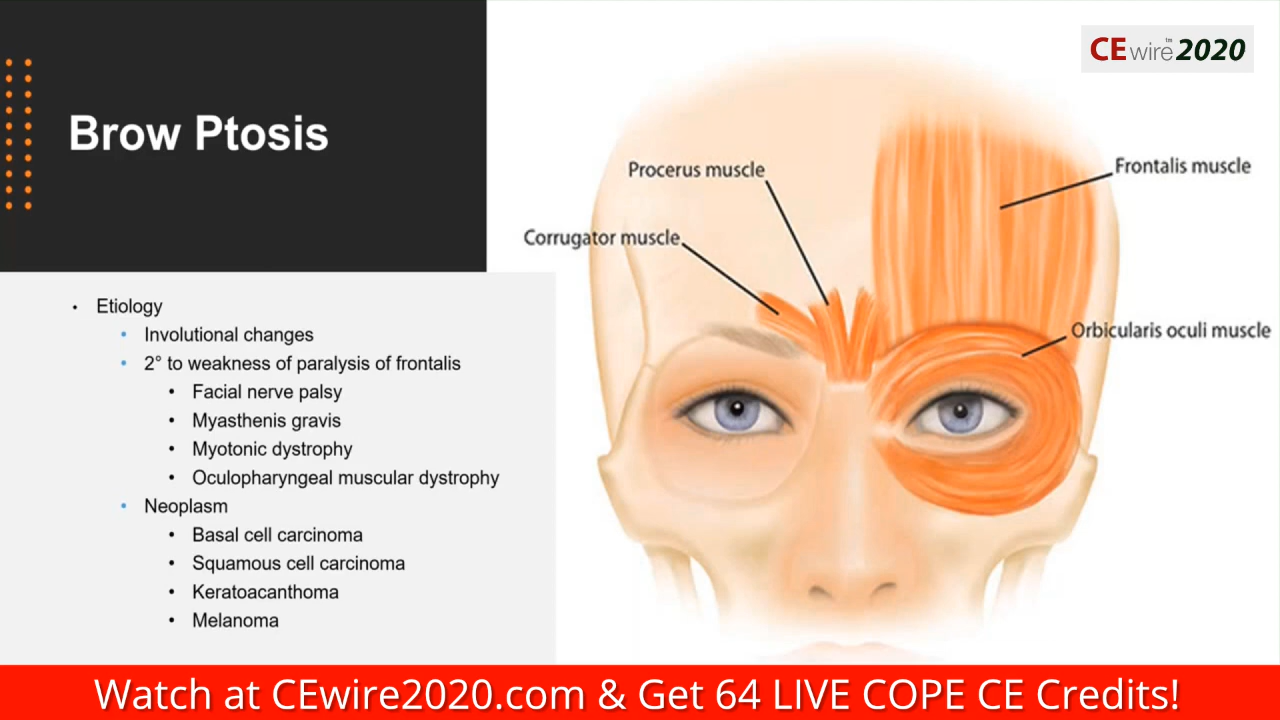 CEwire™2020
Brow Ptosis
Procerus muscle
Frontalis muscle
Corrugator muscle
Orbicularis oculi muscle
• Etiology
• Involutional changes
• 2° to weakness of paralysis of frontalis
• Facial nerve palsy
• Myasthenis gravis
• Myotonic dystrophy
• Oculopharyngeal muscular dystrophy
• Neoplasm
• Basal cell carcinoma
• Squamous cell carcinoma
• Keratoacanthoma
• Melanoma
Watch at CEwire2020.com & Get 64 LIVE COPE CE Credits!